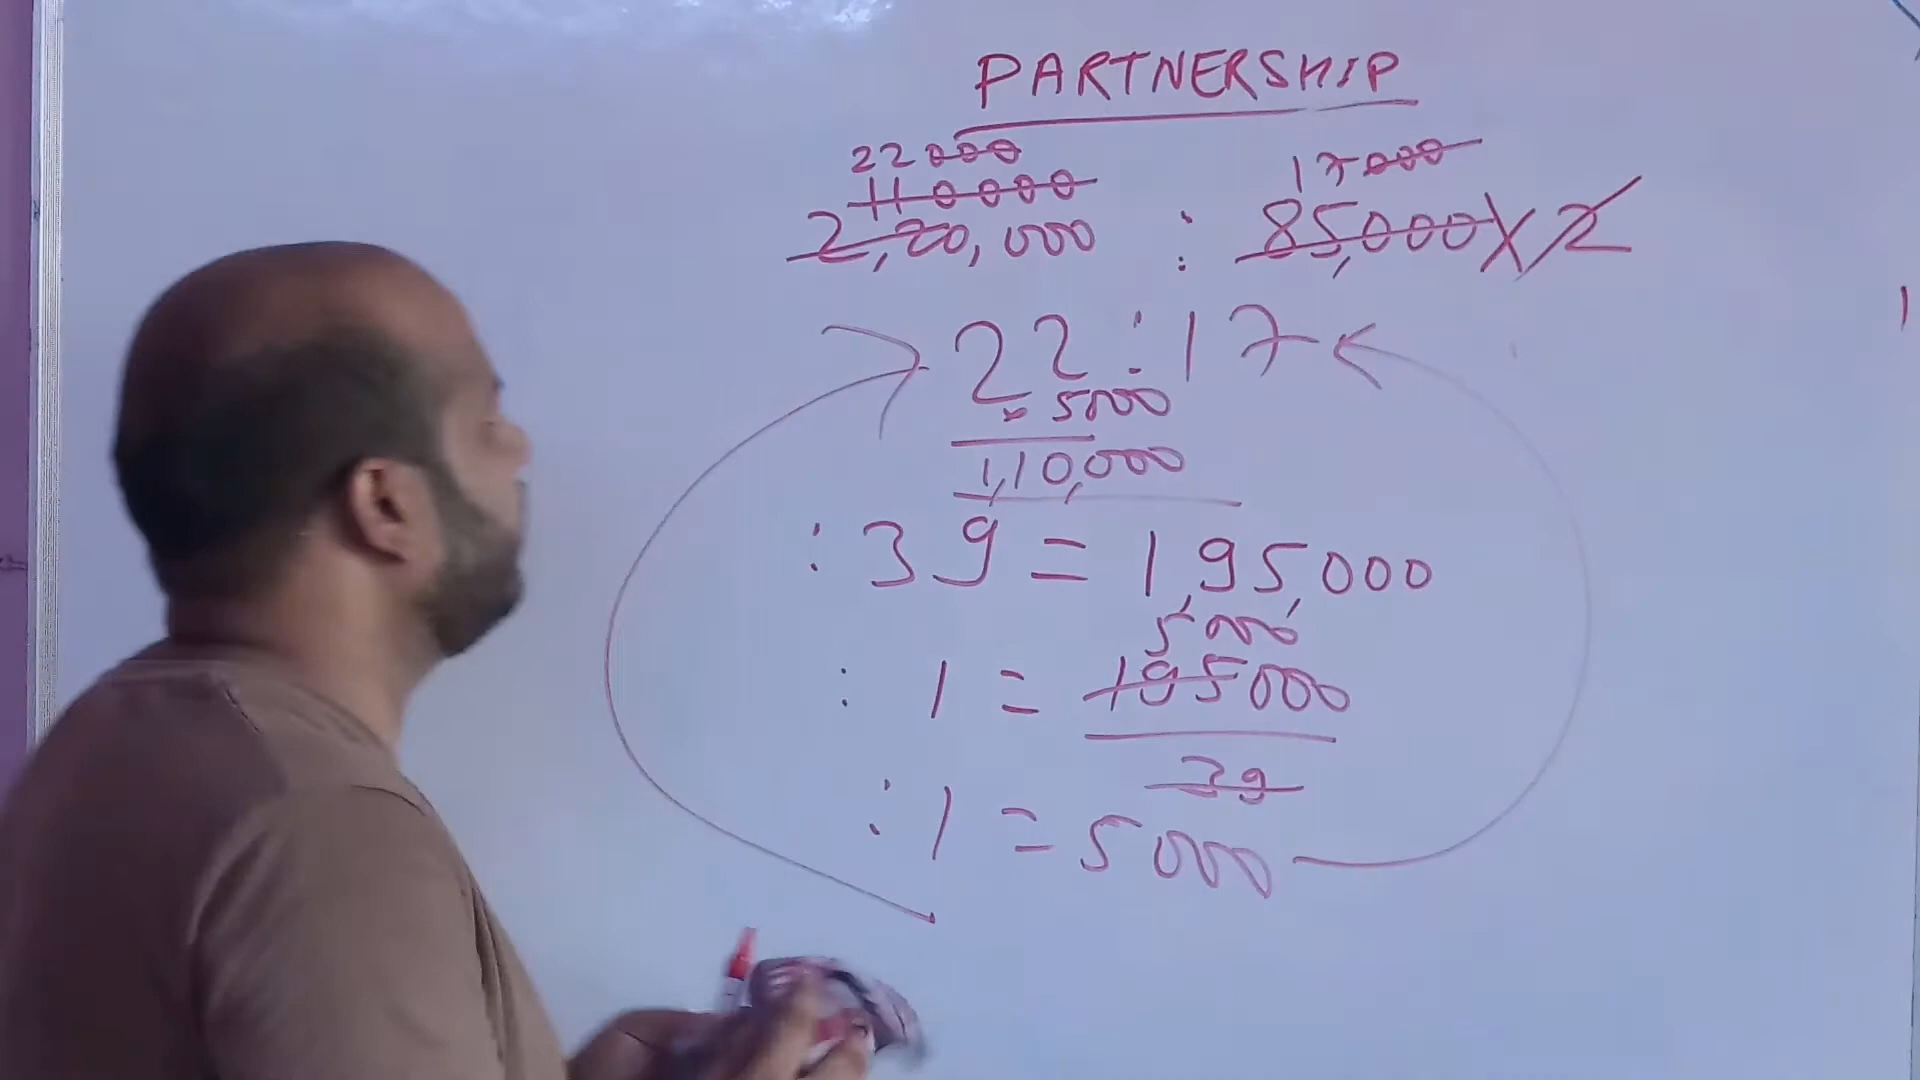 PARTNERSHIP
22000 17000
110000
2,20,000 : 85,000 X 2
22 : 17
× 5000
1,10,000
: 39 = 1,95,000
5000
: 1 = 195000
39
: 1 = 5000